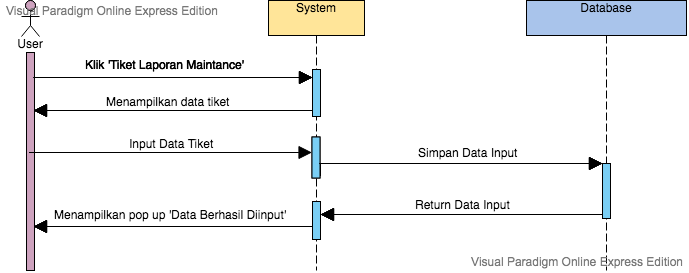 Visual Paradigm Online Express Edition
System
Database
User
Klik 'Tiket Laporan Maintance'
Menampilkan data tiket
Input Data Tiket
Simpan Data Input
Return Data Input
Menampilkan pop up 'Data Berhasil Diinput'
Visual Paradigm Online Express Edition